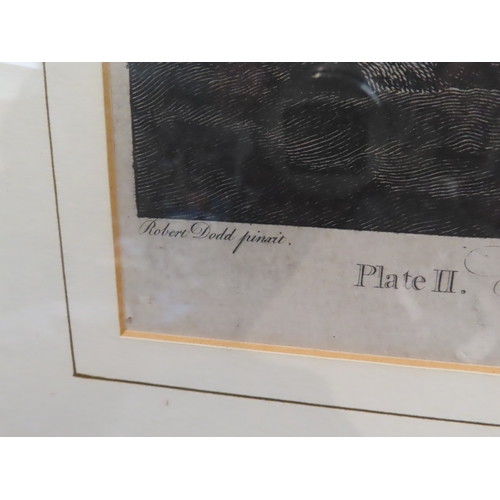 Robert Dodd pinxit.
Plate II.